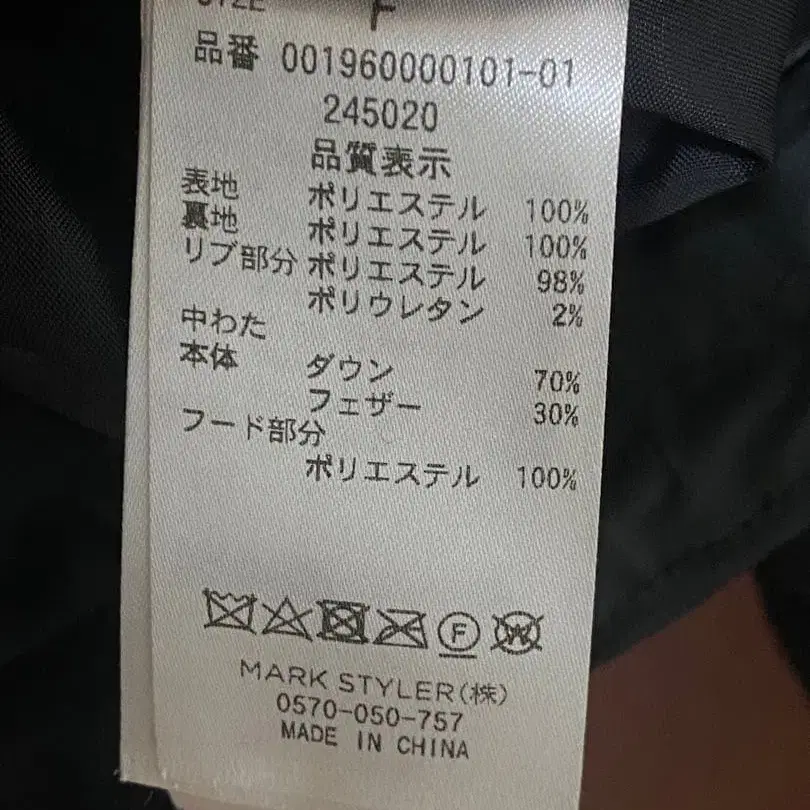 SIZE F
品番 001960000101-01
245020
品質表示
表地 ポリエステル 100%
裏地 ポリエステル 100%
リブ部分 ポリエステル 98%
ポリウレタン 2%
中わた
本体 ダウン 70%
フェザー 30%
フード部分
ポリエステル 100%
F W
MARK STYLER(株)
0570-050-757
MADE IN CHINA